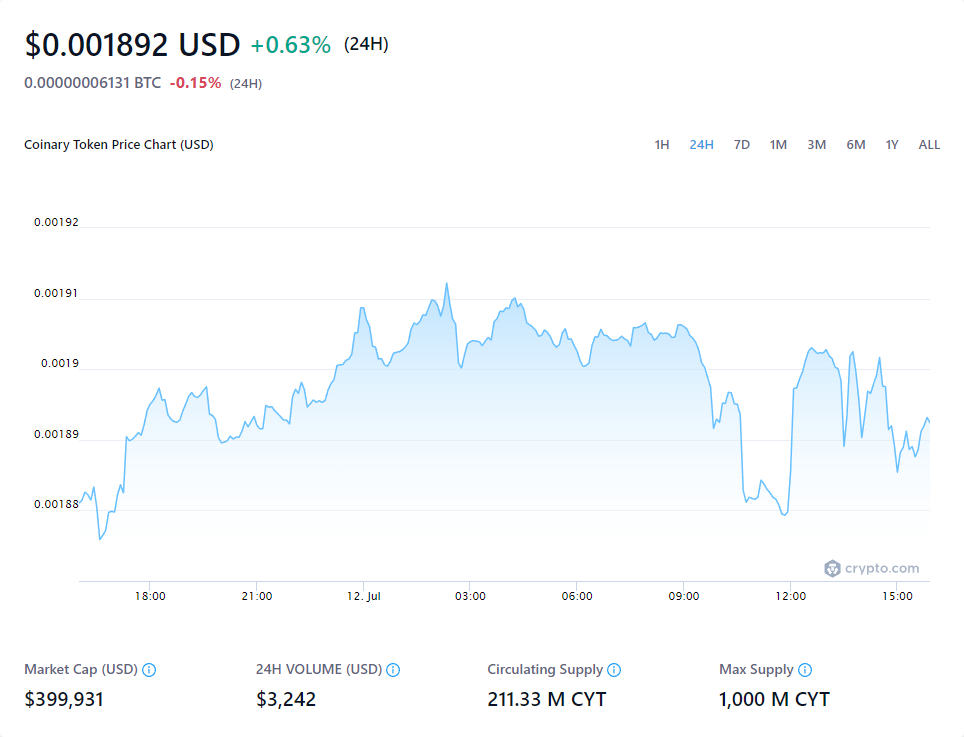 $0.001892 USD +0.63% (24H)
0.00000006131 BTC -0.15% (24H)
Coinary Token Price Chart (USD) 1H 24H 7D 1M 3M 6M 1Y ALL
0.00192
0.00191
0.0019
0.00189
0.00188
crypto.com
18:00 21:00 12. Jul 03:00 06:00 09:00 12:00 15:00
Market Cap (USD) 24H VOLUME (USD) Circulating Supply Max Supply
$399,931 $3,242 211.33 M CYT 1,000 M CYT